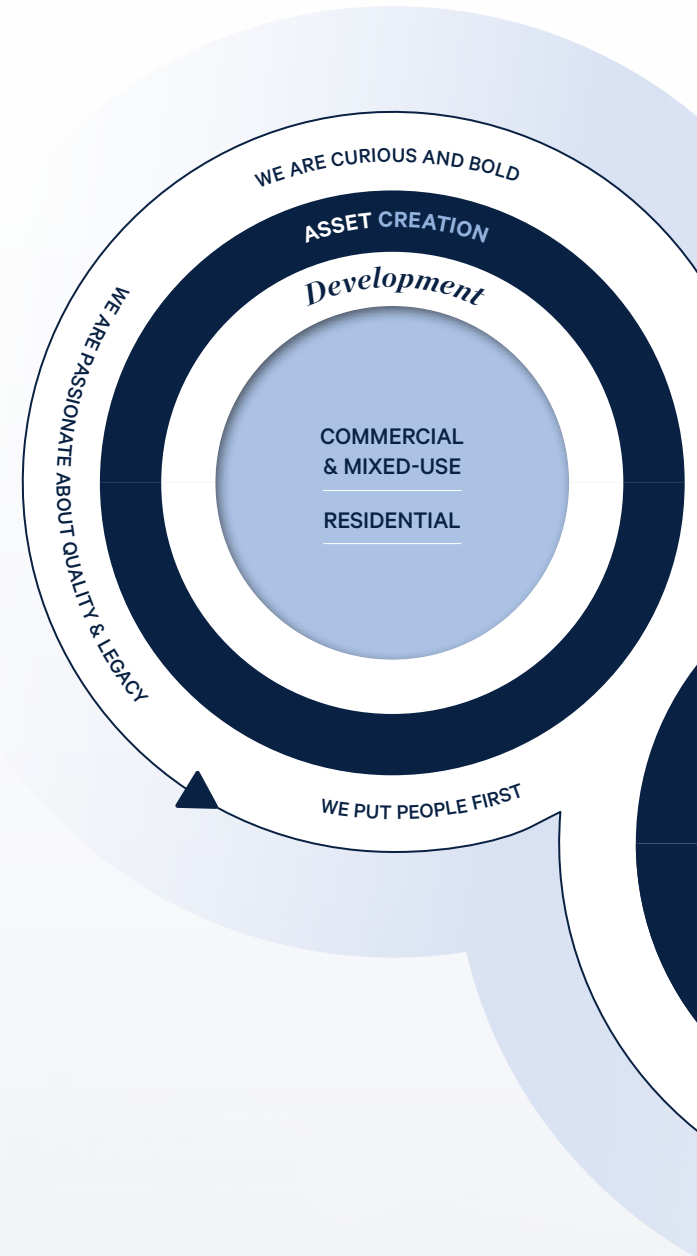 WE ARE CURIOUS AND BOLD
ASSET CREATION
Development
COMMERCIAL
& MIXED-USE
RESIDENTIAL
WE ARE PASSIONATE ABOUT QUALITY & LEGACY
WE PUT PEOPLE FIRST